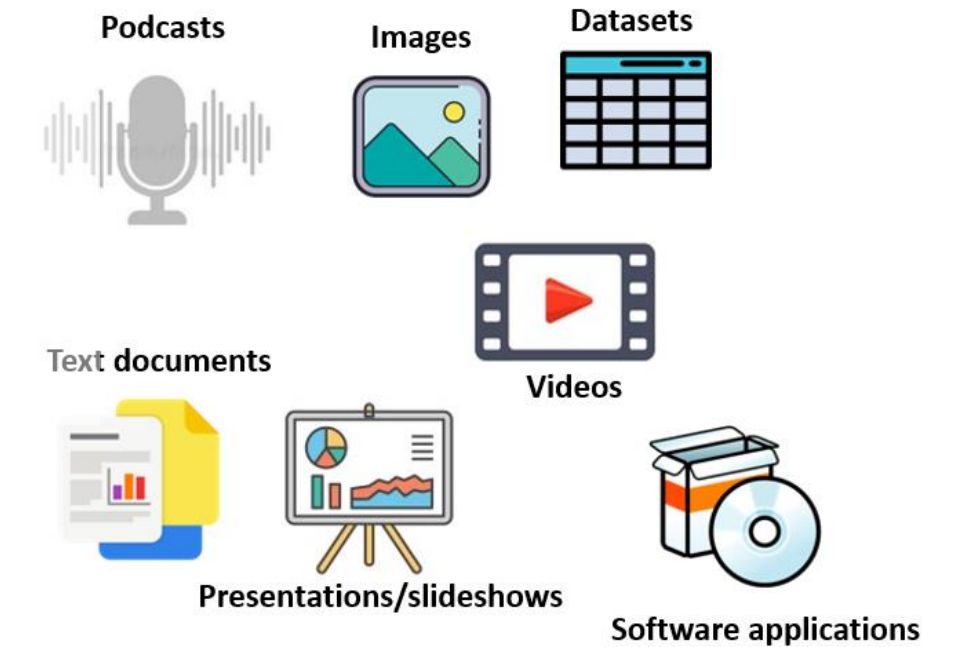 Podcasts
Images
Datasets
Videos
Text documents
Presentations/slideshows
Software applications